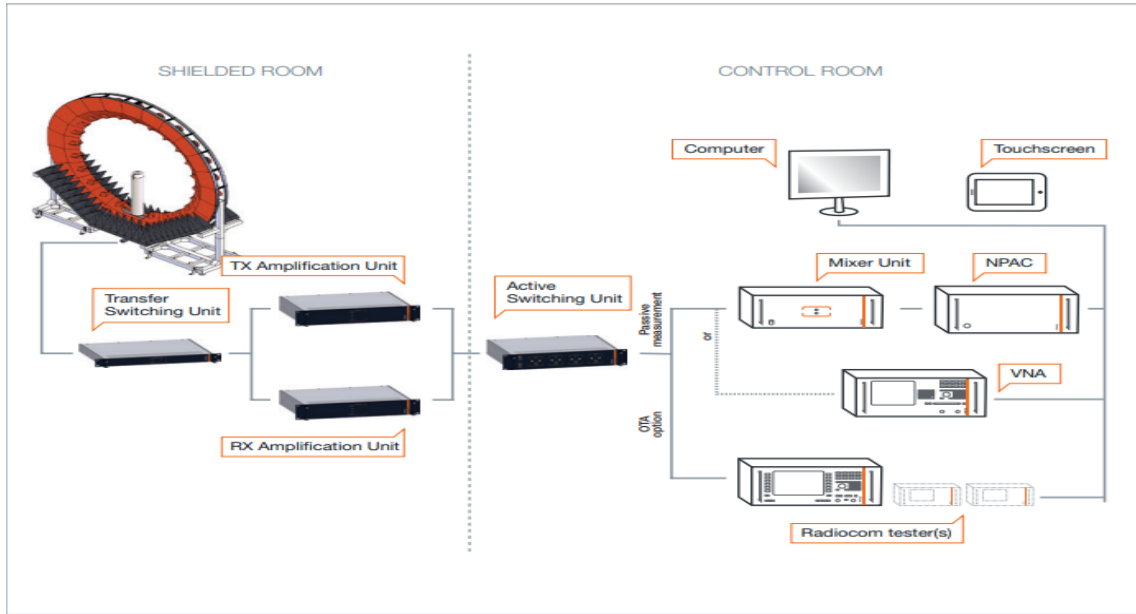 SHIELDED ROOM
CONTROL ROOM
Computer
Touchscreen
TX Amplification Unit
Mixer Unit
NPAC
Transfer
Switching Unit
Active
Switching Unit
Passive
measurement
or
VNA
OTA
option
RX Amplification Unit
Radiocom tester(s)